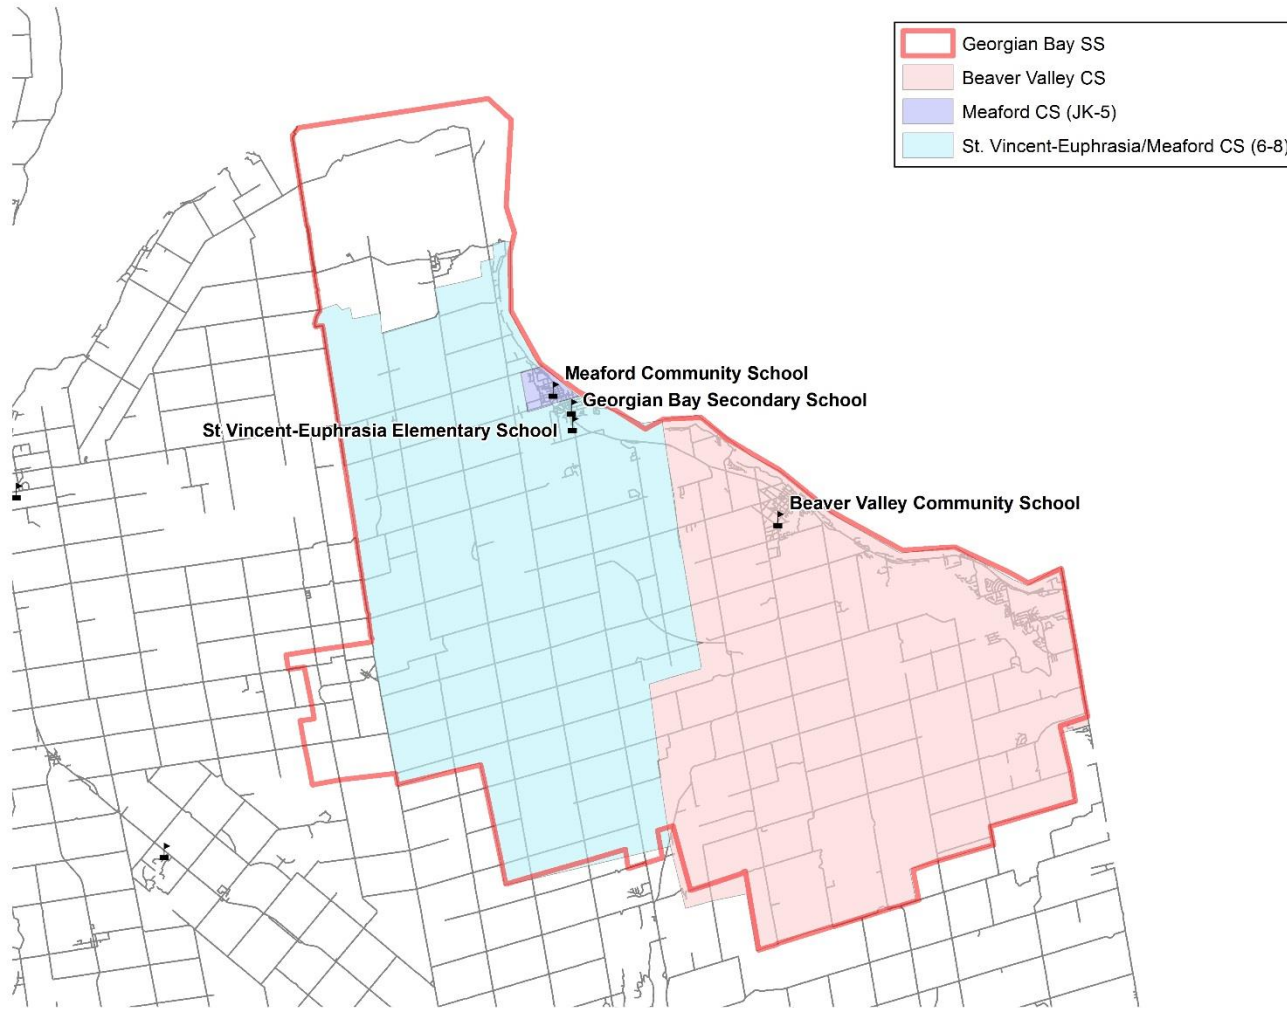 Georgian Bay SS
Beaver Valley CS
Meaford CS (JK-5)
St. Vincent-Euphrasia/Meaford CS (6-8)
Meaford Community School
Georgian Bay Secondary School
St Vincent-Euphrasia Elementary School
Beaver Valley Community School